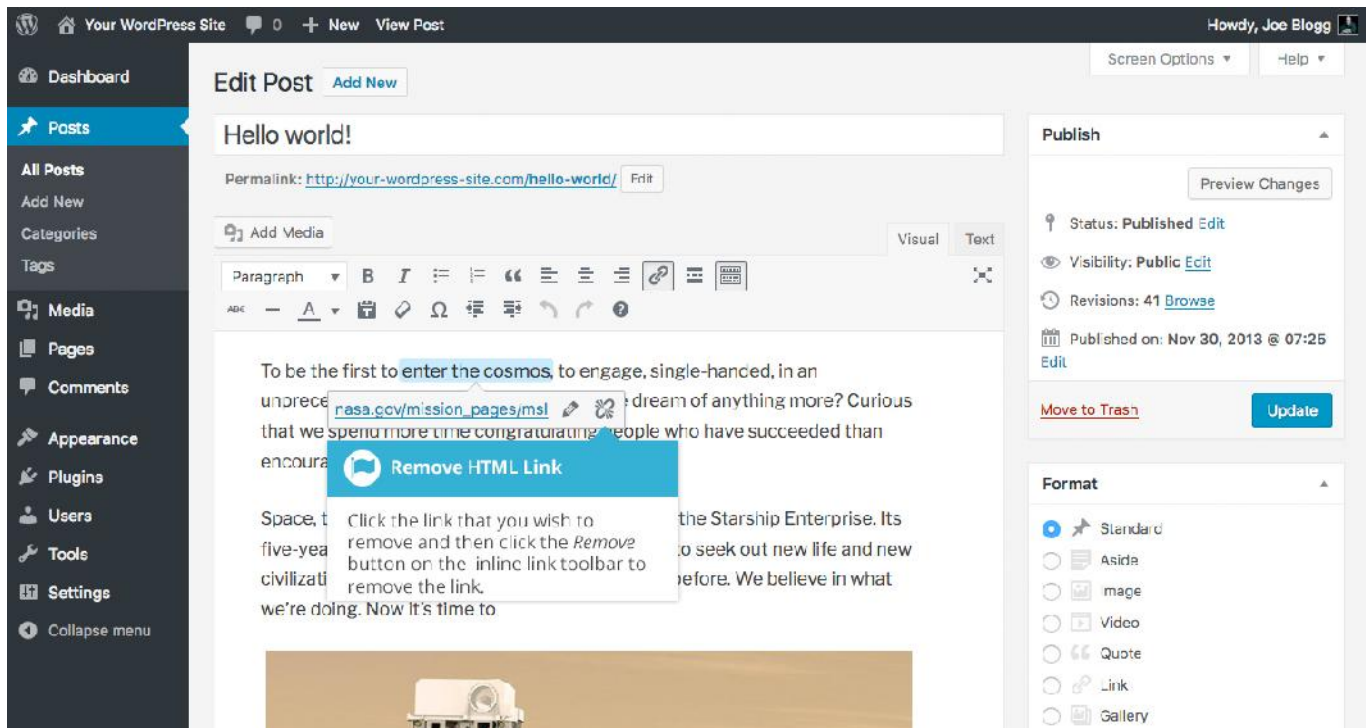 Your WordPress Site 0 New View Post
Howdy, Joe Blogg
Screen Options Help
Dashboard
Posts
All Posts
Add New
Categories
Tags
Media
Pages
Comments
Appearance
Plugins
Users
Tools
Settings
Collapse menu
Edit Post Add New
Hello world!
Permalink: http://your-wordpress-site.com/hello-world/ Edit
Add Media
Visual Text
Paragraph B I
ABC A Ω
To be the first to enter the cosmos, to engage, single-handed, in an
unprece dream of anything more? Curious
nasa.gov/mission_pages/msl
that we spend more time congratulating people who have succeeded than
encoura
Remove HTML Link
Click the link that you wish to
remove and then click the Remove
button on the inline link toolbar to
remove the link.
Space, t the Starship Enterprise. Its
five-yea to seek out new life and new
civilizati before. We believe in what
we're doing. Now it's time to
Publish
Preview Changes
Status: Published Edit
Visibility: Public Edit
Revisions: 41 Browse
Published on: Nov 30, 2013 @ 07:25
Edit
Move to Trash Update
Format
Standard
Aside
Image
Video
Quote
Link
Gallery